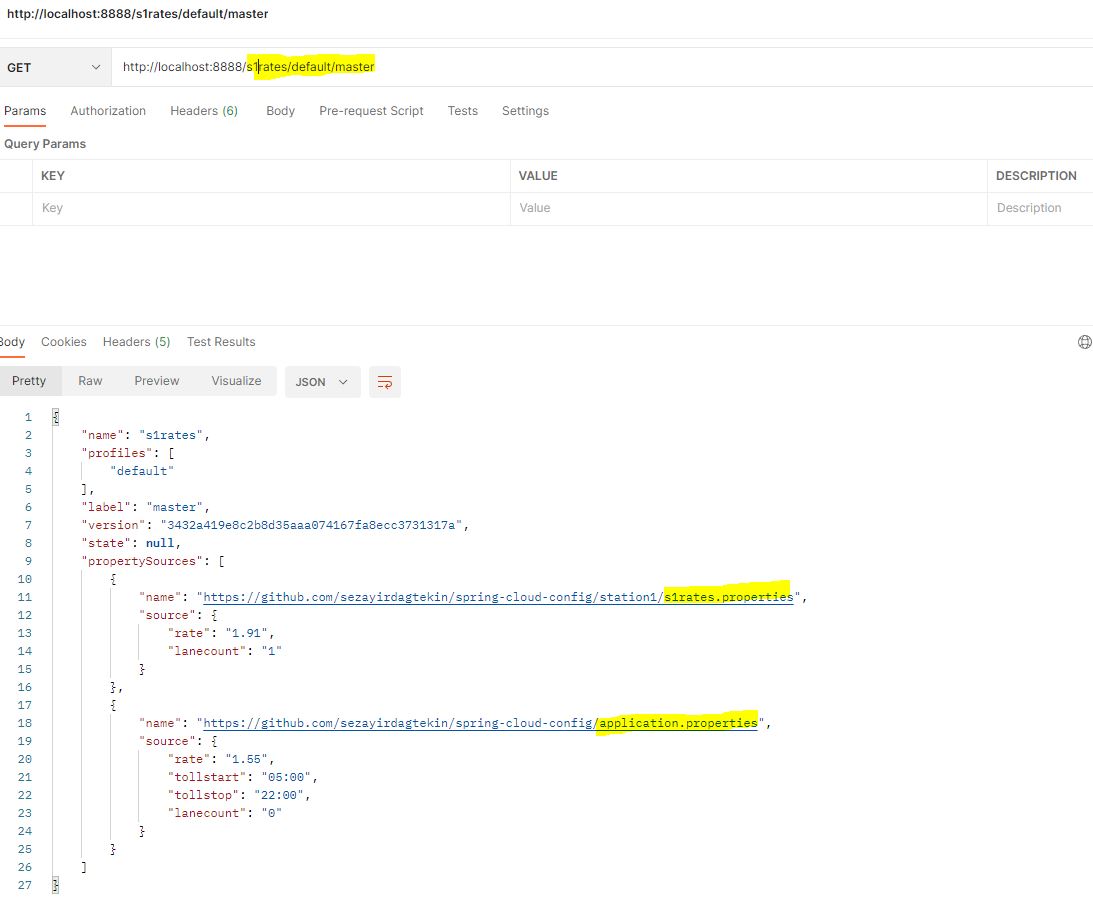 http://localhost:8888/s1rates/default/master
GET http://localhost:8888/s1rates/default/master
Params Authorization Headers (6) Body Pre-request Script Tests Settings
Query Params
KEY VALUE DESCRIPTION
Key Value Description
Body Cookies Headers (5) Test Results
Pretty Raw Preview Visualize JSON
1 {
2 "name": "s1rates",
3 "profiles": [
4 "default"
5 ],
6 "label": "master",
7 "version": "3432a419e8c2b8d35aaa074167fa8ecc3731317a",
8 "state": null,
9 "propertySources": [
10 {
11 "name": "https://github.com/sezayirdagtekin/spring-cloud-config/station1/s1rates.properties",
12 "source": {
13 "rate": "1.91",
14 "lanecount": "1"
15 }
16 },
17 {
18 "name": "https://github.com/sezayirdagtekin/spring-cloud-config/application.properties",
19 "source": {
20 "rate": "1.55",
21 "tollstart": "05:00",
22 "tollstop": "22:00",
23 "lanecount": "0"
24 }
25 }
26 ]
27 }